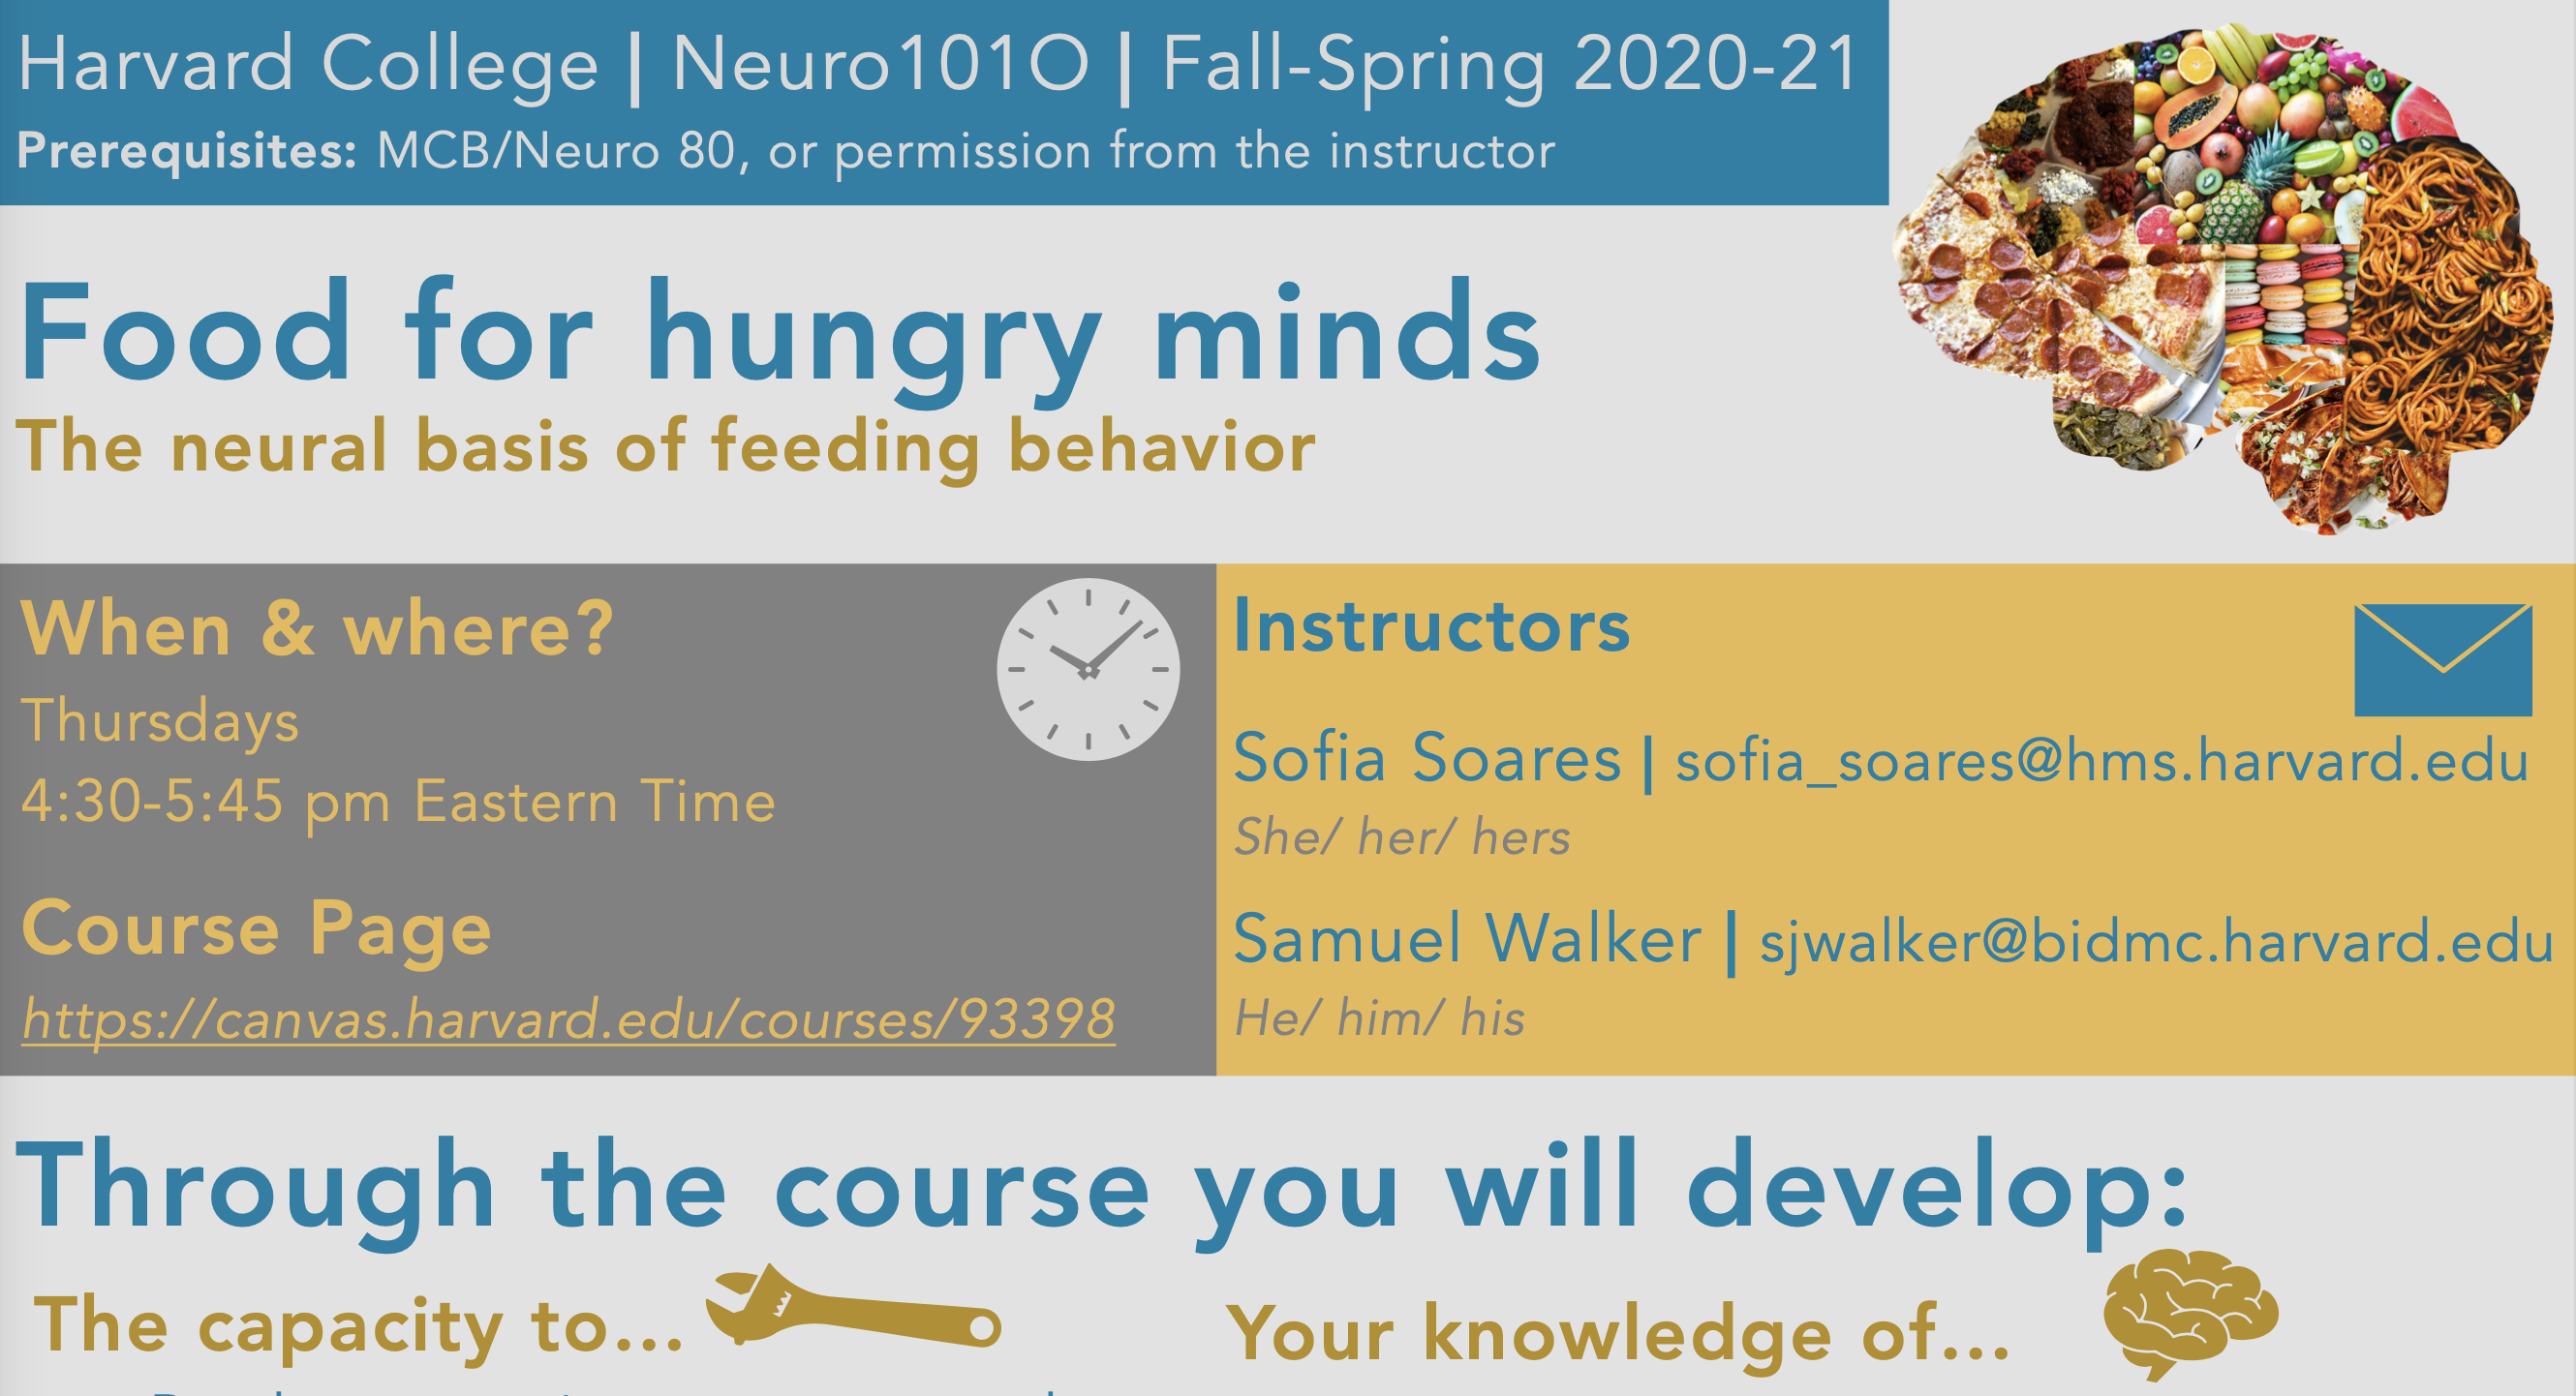 Harvard College | Neuro101O | Fall-Spring 2020-21
Prerequisites: MCB/Neuro 80, or permission from the instructor
Food for hungry minds
The neural basis of feeding behavior
When & where?
Thursdays
4:30-5:45 pm Eastern Time
Course Page
https://canvas.harvard.edu/courses/93398
Instructors
Sofia Soares | sofia_soares@hms.harvard.edu
She/ her/ hers
Samuel Walker | sjwalker@bidmc.harvard.edu
He/ him/ his
Through the course you will develop:
The capacity to...
Your knowledge of...